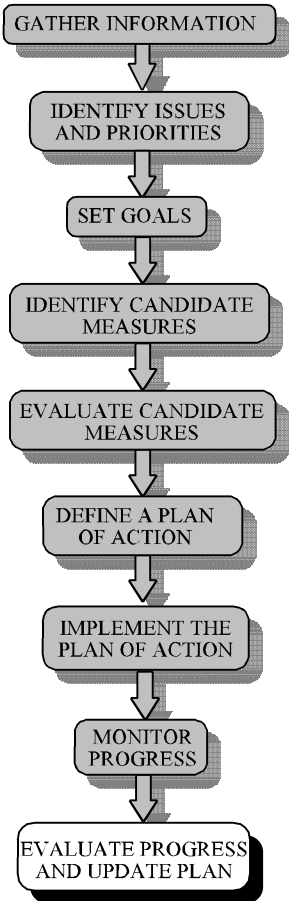 GATHER INFORMATION
IDENTIFY ISSUES
AND PRIORITIES
SET GOALS
IDENTIFY CANDIDATE
MEASURES
EVALUATE CANDIDATE
MEASURES
DEFINE A PLAN
OF ACTION
IMPLEMENT THE
PLAN OF ACTION
MONITOR
PROGRESS
EVALUATE PROGRESS
AND UPDATE PLAN